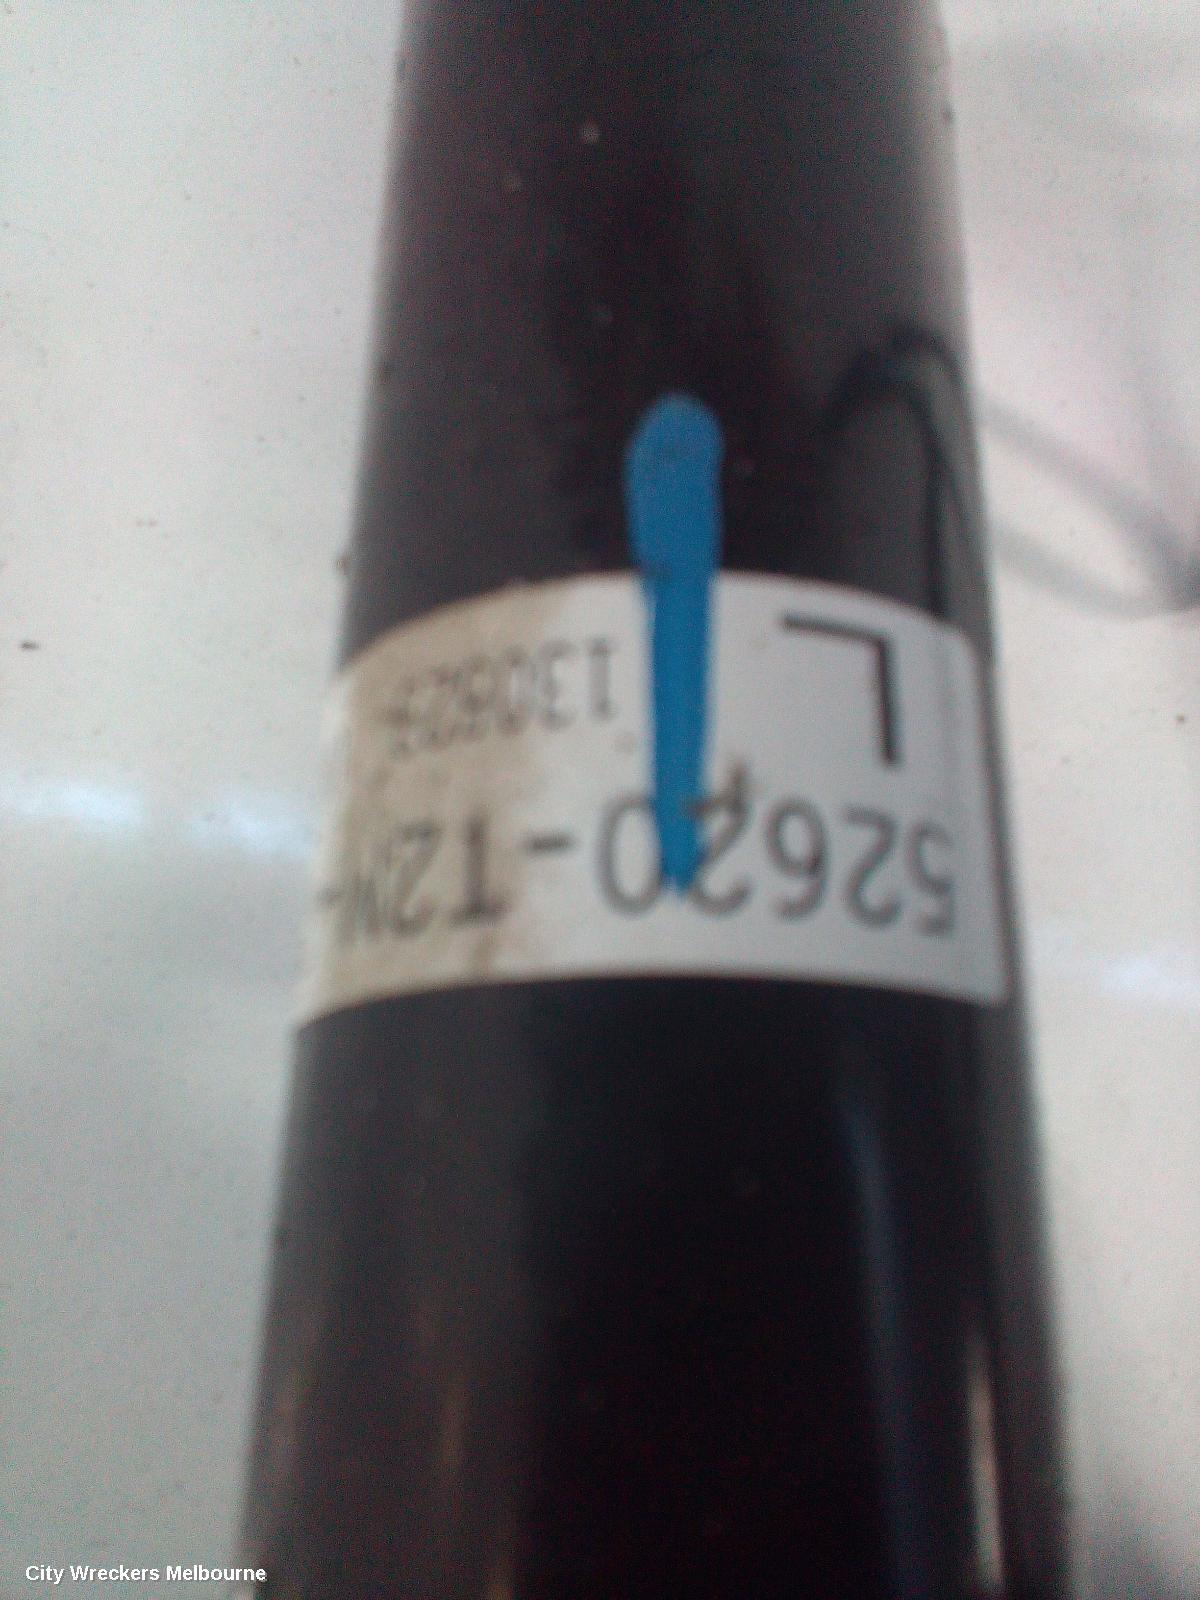 52620-T2M-
L
City Wreckers Melbourne